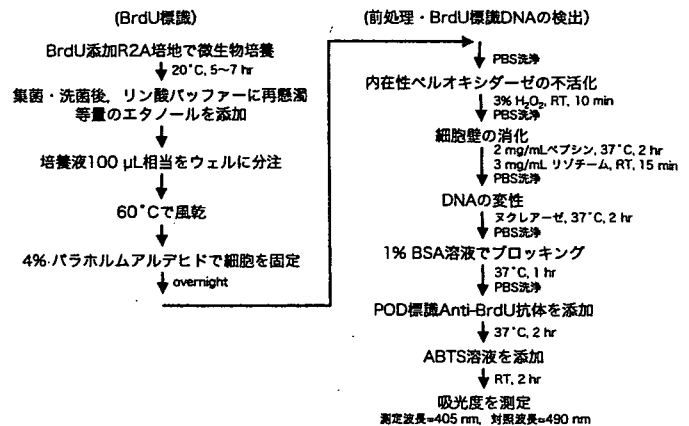 (BrdU標識)
BrdU添加R2A培地で微生物培養
20˚C, 5~7 hr
集菌・洗菌後，リン酸バッファーに再懸濁
等量のエタノールを添加
培養液100 μL相当をウェルに分注
60˚Cで風乾
4%パラホルムアルデヒドで細胞を固定
overnight
(前処理・BrdU標識DNAの検出)
PBS洗浄
内在性ペルオキシダーゼの不活化
3% H₂O₂, RT, 10 min
PBS洗浄
細胞壁の消化
2 mg/mLペプシン, 37˚C, 2 hr
3 mg/mL リゾチーム, RT, 15 min
PBS洗浄
DNAの変性
ヌクレアーゼ, 37˚C, 2 hr
PBS洗浄
1% BSA溶液でブロッキング
37˚C, 1 hr
PBS洗浄
POD標識Anti-BrdU抗体を添加
37˚C, 2 hr
ABTS溶液を添加
RT, 2 hr
吸光度を測定
測定波長=405 nm, 対照波長=490 nm